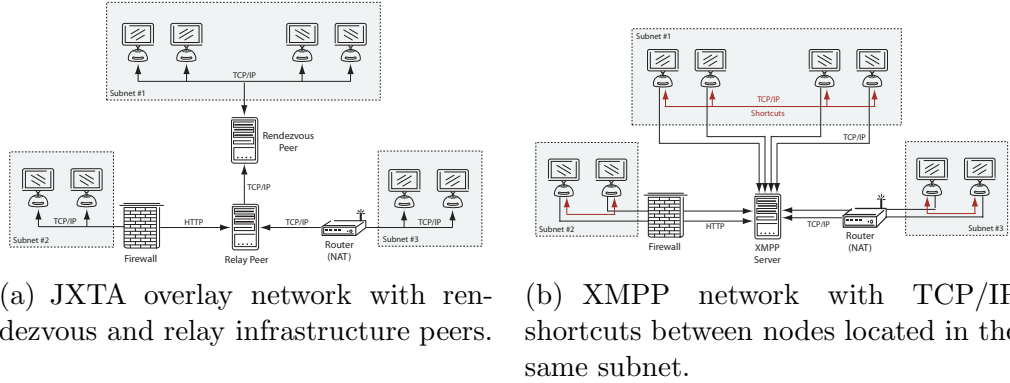 TCP/IP
Subnet #1
Rendezvous
Peer
TCP/IP
TCP/IP
HTTP
TCP/IP
TCP/IP
Subnet #2
Subnet #3
Firewall
Relay Peer
Router
(NAT)
(a) JXTA overlay network with ren-
dezvous and relay infrastructure peers.
Subnet #1
TCP/IP
Shortcuts
TCP/IP
Subnet #2
HTTP
TCP/IP
Subnet #3
Firewall
XMPP
Server
Router
(NAT)
(b) XMPP network with TCP/IP
shortcuts between nodes located in the
same subnet.